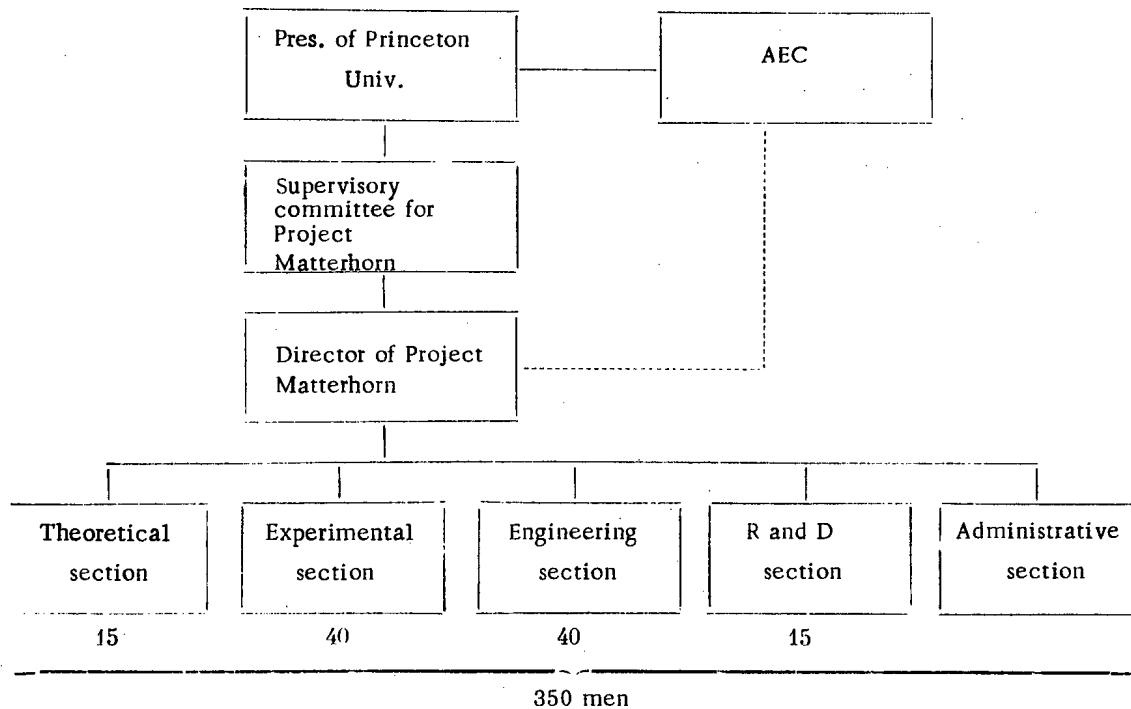 Pres. of Princeton
Univ.
AEC
Supervisory
committee for
Project
Matterhorn
Director of Project
Matterhorn
Theoretical
section
Experimental
section
Engineering
section
R and D
section
Administrative
section
15
40
40
15
350 men